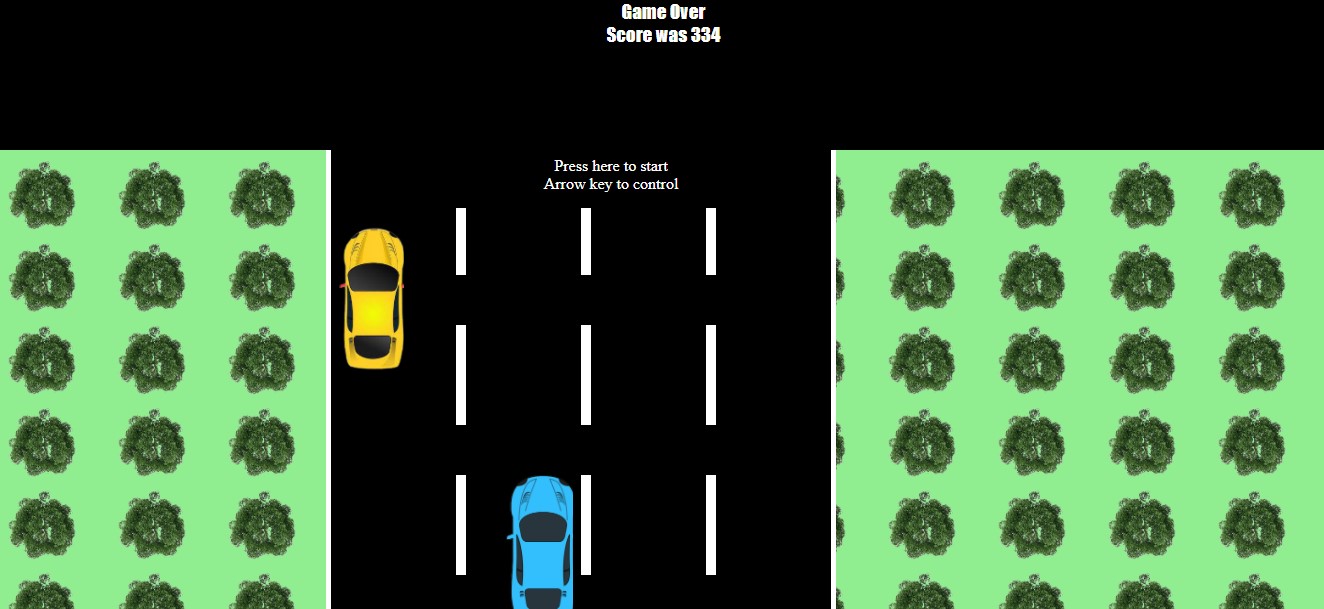 Game Over
Score was 334
Press here to start
Arrow key to control